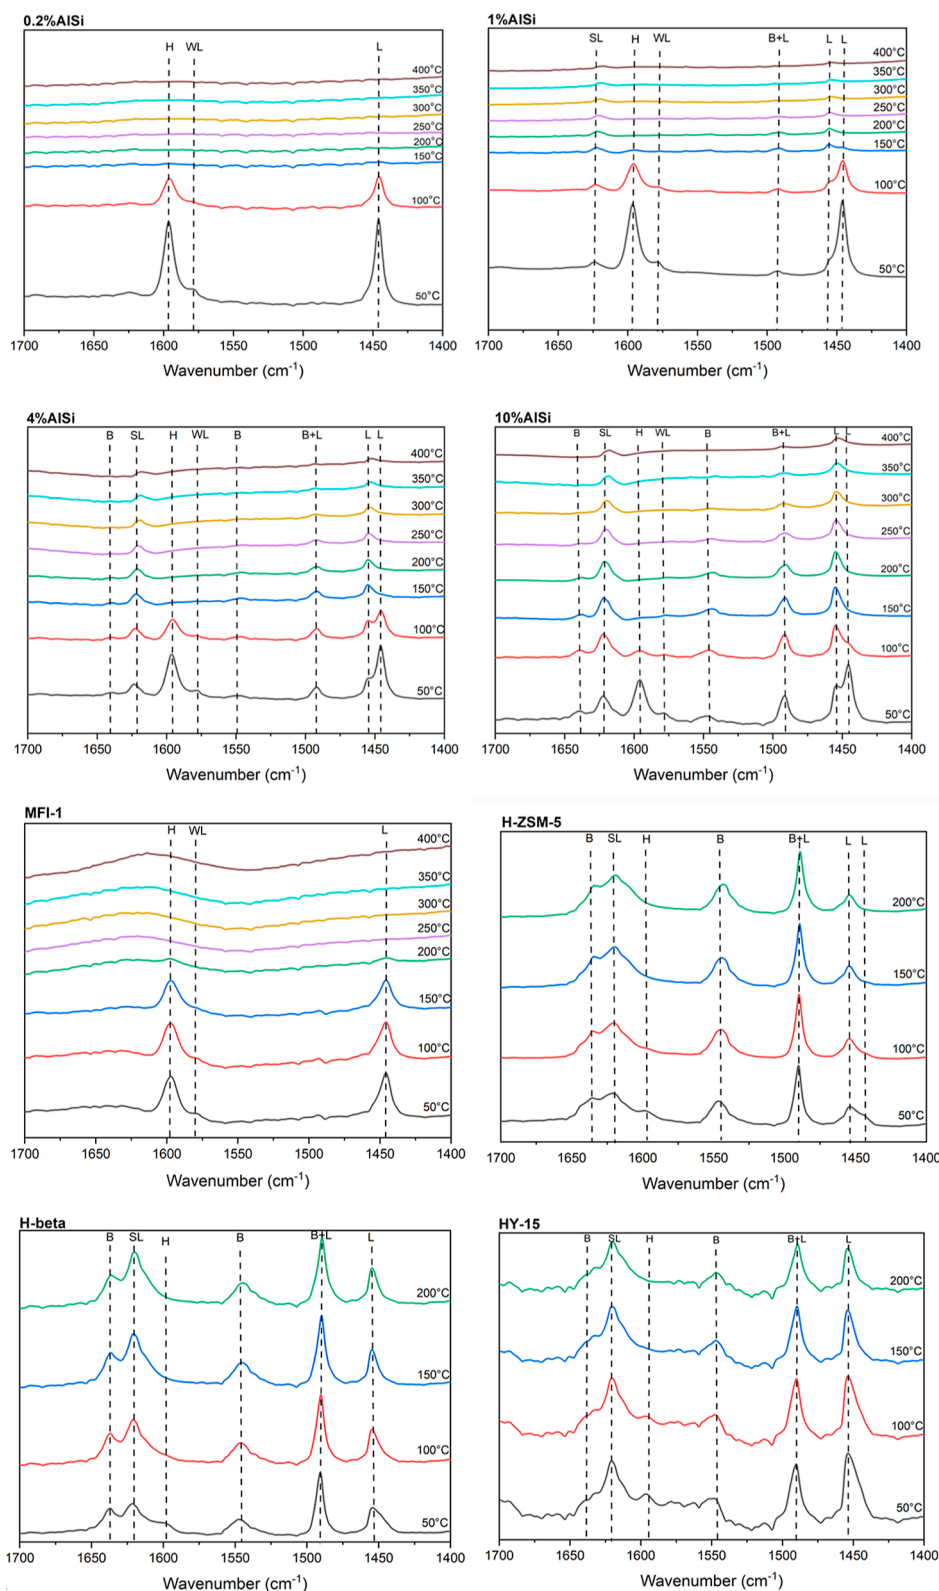 0.2%AlSi
H WL L
400°C
350°C
300°C
250°C
200°C
150°C
100°C
50°C
1700 1650 1600 1550 1500 1450 1400
Wavenumber (cm⁻¹)
1%AlSi
SL H WL B+L L L
400°C
350°C
300°C
250°C
200°C
150°C
100°C
50°C
1700 1650 1600 1550 1500 1450 1400
Wavenumber (cm⁻¹)
4%AlSi
B SL H WL B B+L L L
400°C
350°C
300°C
250°C
200°C
150°C
100°C
50°C
1700 1650 1600 1550 1500 1450 1400
Wavenumber (cm⁻¹)
10%AlSi
B SL H WL B B+L L L
400°C
350°C
300°C
250°C
200°C
150°C
100°C
50°C
1700 1650 1600 1550 1500 1450 1400
Wavenumber (cm⁻¹)
MFI-1
H WL L
400°C
350°C
300°C
250°C
200°C
150°C
100°C
50°C
1700 1650 1600 1550 1500 1450 1400
Wavenumber (cm⁻¹)
H-ZSM-5
B SL H B B+L L L
200°C
150°C
100°C
50°C
1700 1650 1600 1550 1500 1450 1400
Wavenumber (cm⁻¹)
H-beta
B SL H B B+L L
200°C
150°C
100°C
50°C
1700 1650 1600 1550 1500 1450 1400
Wavenumber (cm⁻¹)
HY-15
B SL H B B+L L
200°C
150°C
100°C
50°C
1700 1650 1600 1550 1500 1450 1400
Wavenumber (cm⁻¹)